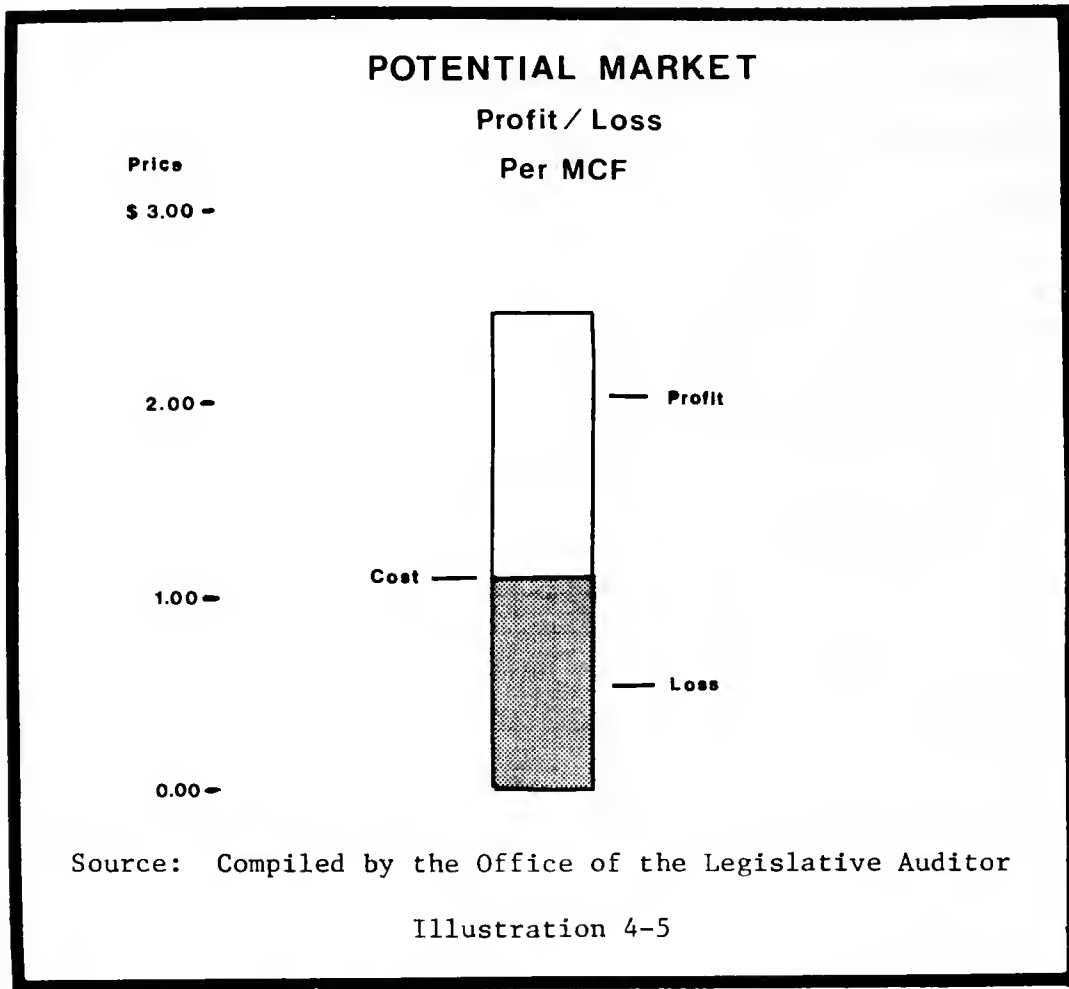 POTENTIAL MARKET
Profit / Loss
Per MCF
Price
$ 3.00
2.00
Profit
Cost
1.00
Loss
0.00
Source: Compiled by the Office of the Legislative Auditor
Illustration 4-5